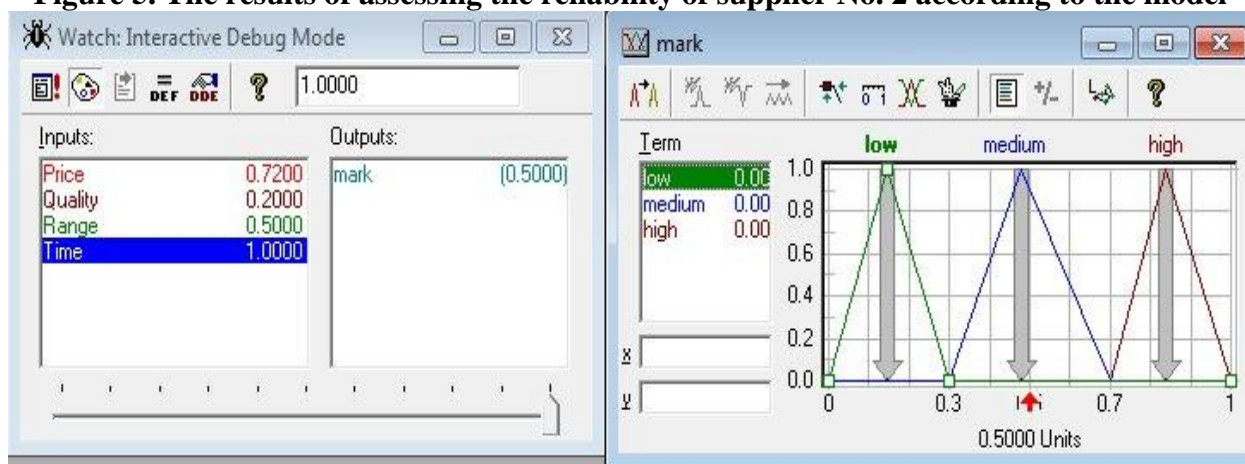 Figure 5. The results of assessing the reliability of supplier No. 2 according to the model
Watch: Interactive Debug Mode
DEF DDE ? 1.0000
Inputs:
Price 0.7200
Quality 0.2000
Range 0.5000
Time 1.0000
Outputs:
mark (0.5000)
mark
+/- ?
Term
low 0.00
medium 0.00
high 0.00
x
y
low medium high
1.0
0.8
0.6
0.4
0.2
0.0
0 0.3 0.7 1
0.5000 Units